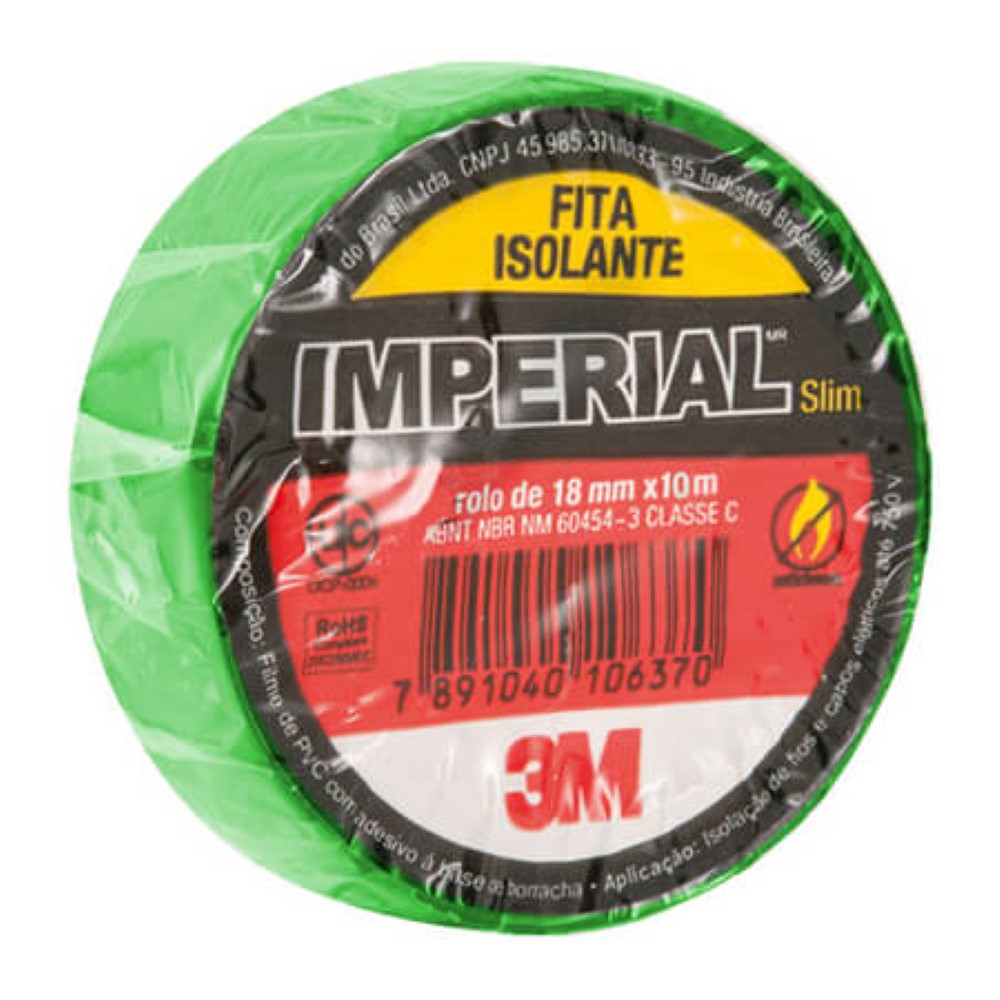 do Brasil Ltda. CNPJ 45.985.371/0033-95 Indústria Brasileira
FITA
ISOLANTE
IMPERIAL MR
Slim
rolo de 18 mm x10m
ABNT NBR NM 60454-3 CLASSE C
RoHS
7 891040 106370
3M
Composição: Filme de PVC com adesivo à base borracha • Aplicação: Isolação de fios e cabos elétricos até 750 V